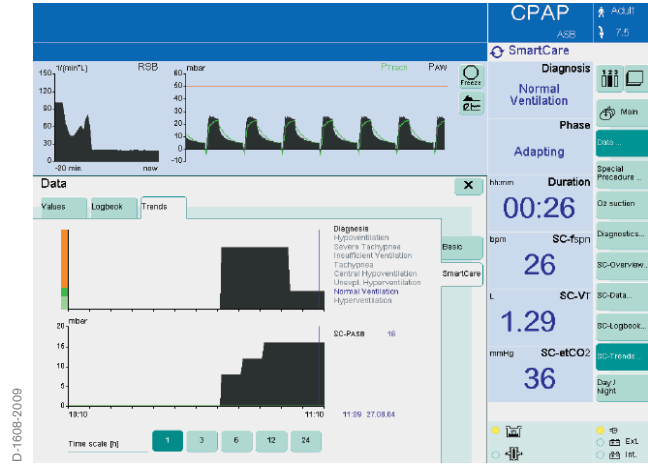 CPAP
ASB
Adult
7.5
SmartCare
1/(min*L)
RSB
150
120
90
60
30
0
-20 min
now
mbar
Ptrach
Paw
60
50
40
30
20
10
0
-10
Freeze
Diagnosis
Normal
Ventilation
Phase
Adapting
hh:mm
Duration
00:26
bpm
SC-fspn
26
L
SC-VT
1.29
mmHg
SC-etCO2
36
Main
Data ...
Special
Procedure ...
O2 suction
Diagnostics...
SC-Overview..
SC-Data...
SC-Logbook...
SC-Trends...
Day /
Night
Ext.
Int.
Data
Values
Logbook
Trends
Basic
SmartCare
Diagnosis
Hypoventilation
Severe Tachypnea
Insufficient Ventilation
Tachypnea
Central Hypoventilation
Unexpl. Hyperventilation
Normal Ventilation
Hyperventilation
mbar
20
15
10
5
0
SC-PASB
16
10:10
11:10
11:09 27.08.04
Time scale [h]
1
3
6
12
24
D-1608-2009